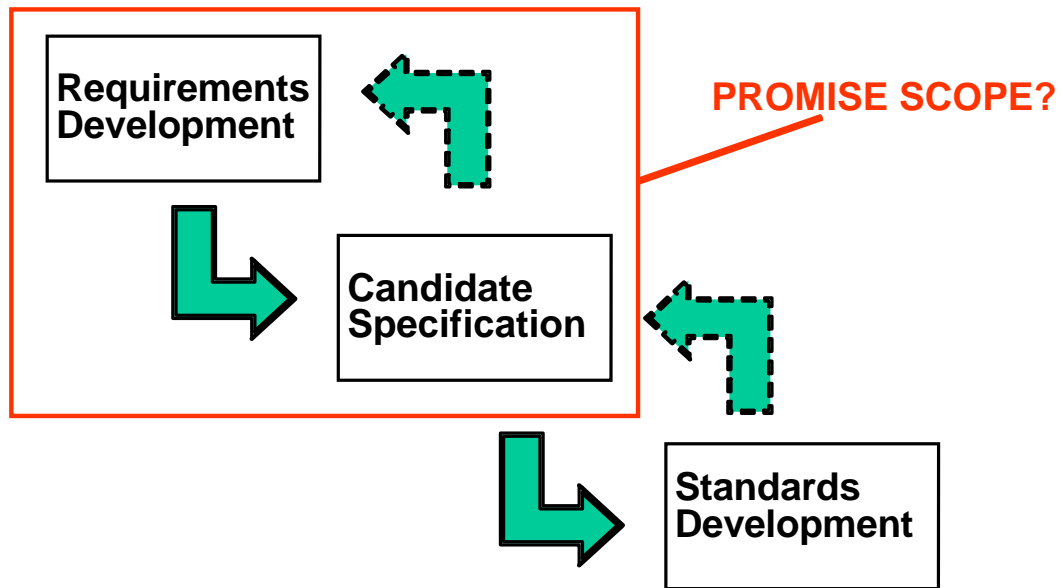 Requirements
Development
PROMISE SCOPE?
Candidate
Specification
Standards
Development